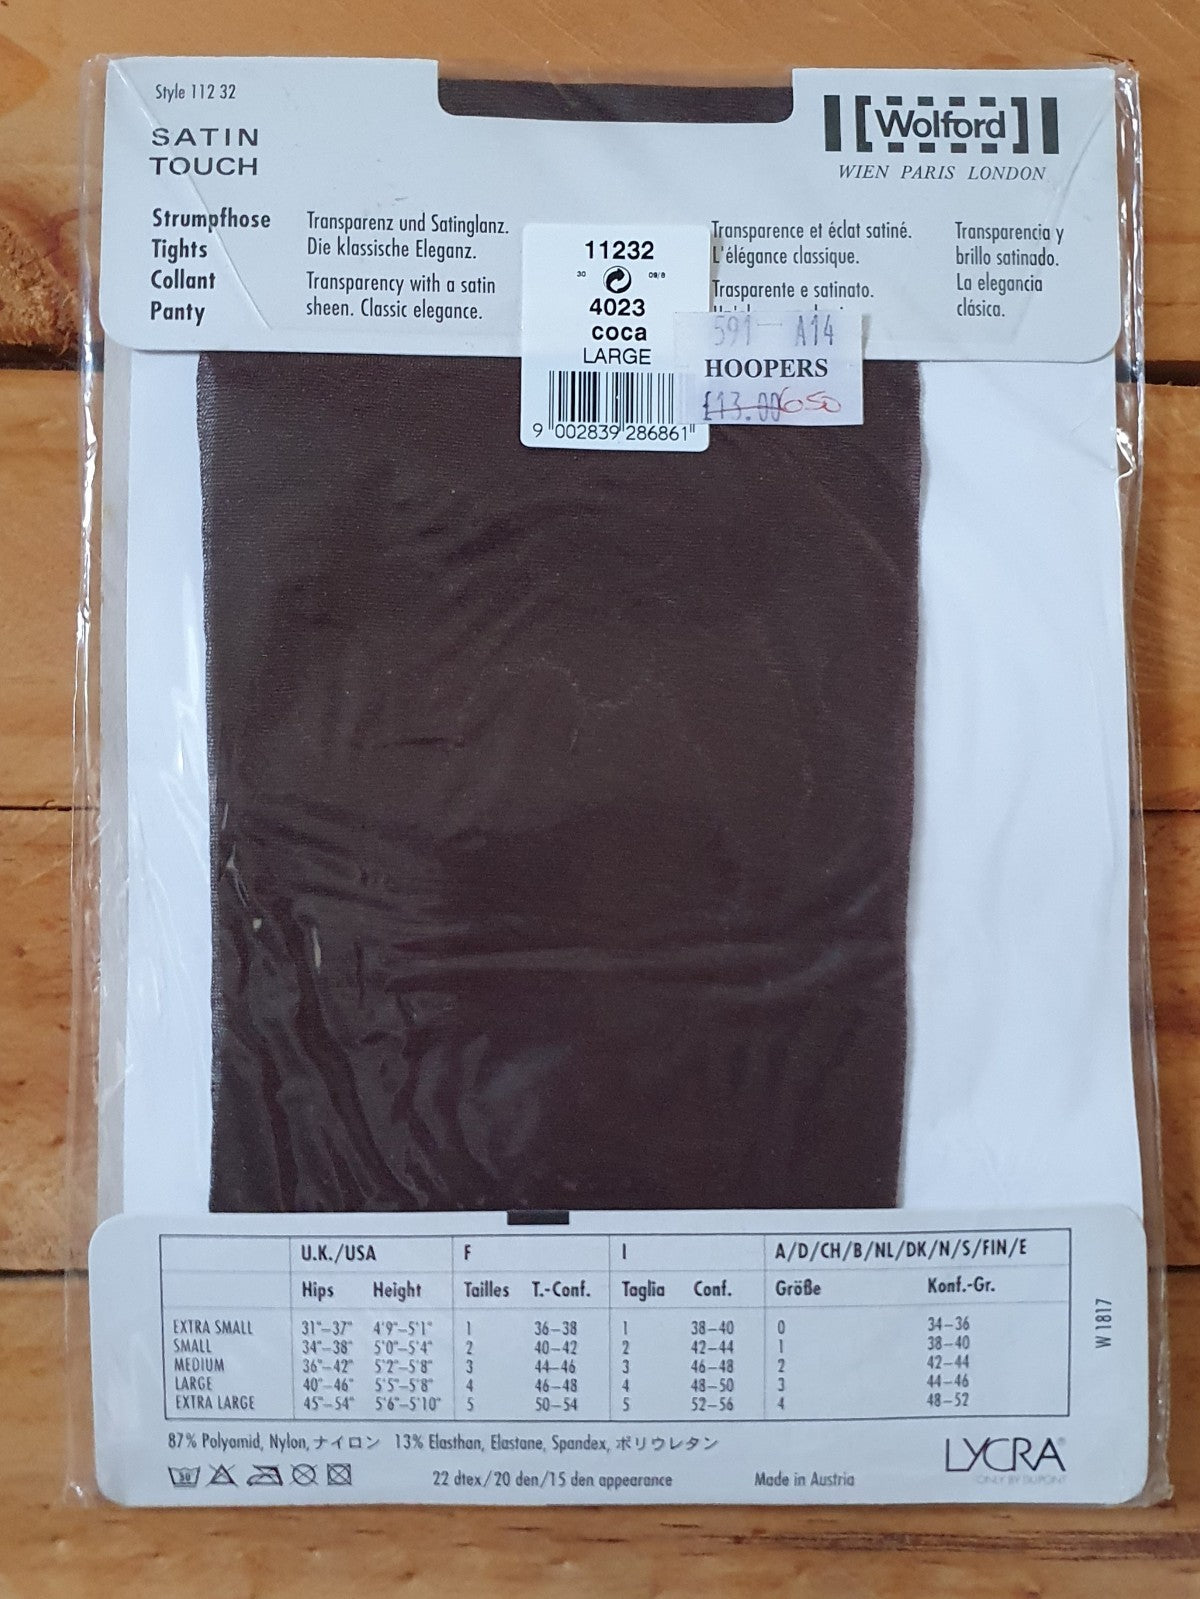 Style 112 32
SATIN
TOUCH
Wolford
WIEN PARIS LONDON
Strumpfhose
Tights
Collant
Panty
Transparenz und Satinglanz.
Die klassische Eleganz.
Transparency with a satin
sheen. Classic elegance.
11232
30
4023
coca
LARGE
9 002839 286861
Transparence et éclat satiné.
L'élégance classique.
Trasparente e satinato.
Transparencia y
brillo satinado.
La elegancia
clásica.
591 A14
HOOPERS
£13.00 6.50
U.K./USA F I A/D/CH/B/NL/DK/N/S/FIN/E
Hips Height Tailles T.-Conf. Taglia Conf. Größe Konf.-Gr.
EXTRA SMALL 31"–37" 4'9"–5'1" 1 36–38 1 38–40 0 34–36
SMALL 34"–38" 5'0"–5'4" 2 40–42 2 42–44 1 38–40
MEDIUM 36"–42" 5'2"–5'8" 3 44–46 3 46–48 2 42–44
LARGE 40"–46" 5'5"–5'8" 4 46–48 4 48–50 3 44–46
EXTRA LARGE 45"–54" 5'6"–5'10" 5 50–54 5 52–56 4 48–52
W 1817
87% Polyamid, Nylon, ナイロン 13% Elasthan, Elastane, Spandex, ポリウレタン
30
22 dtex/20 den/15 den appearance
Made in Austria
LYCRA®
ONLY BY DUPONT